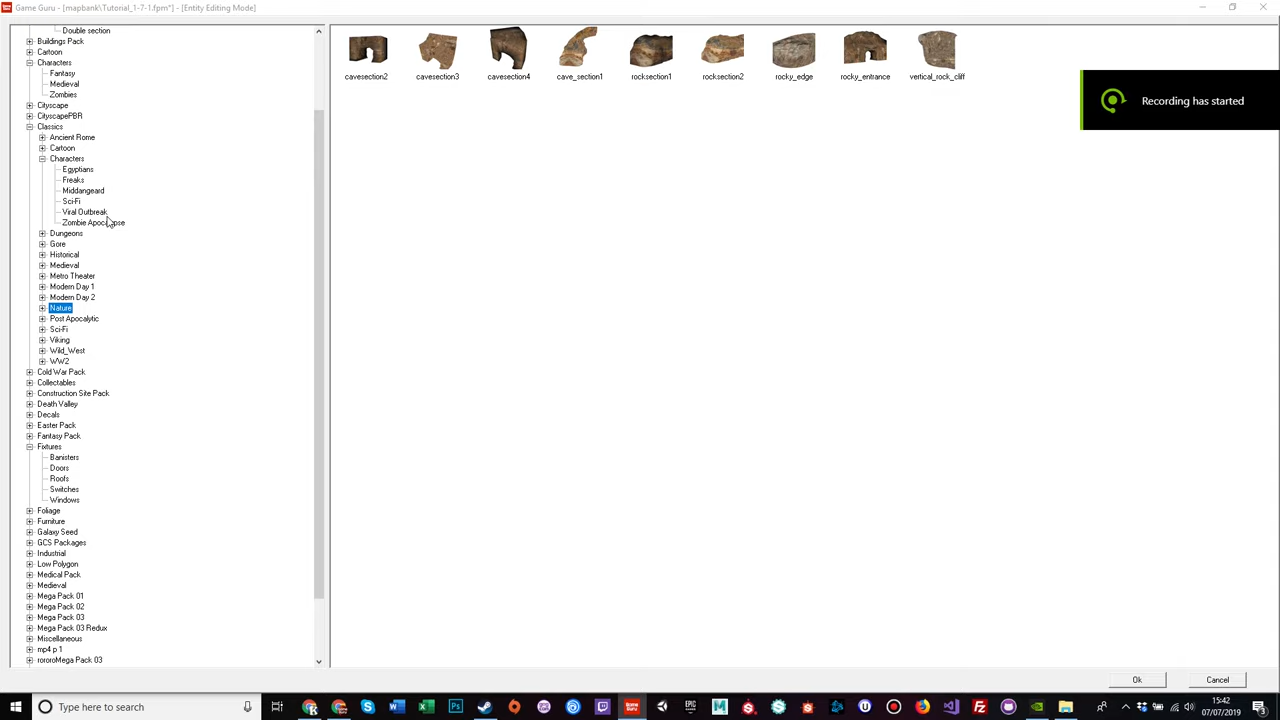 Game Guru - [mapbank\Tutorial_1-7-1.fpm*] - [Entity Editing Mode]
Double section
Buildings Pack
Cartoon
Characters
Fantasy
Medieval
Zombies
Cityscape
CityscapePBR
Classics
Ancient Rome
Cartoon
Characters
Egyptians
Freaks
Middangeard
Sci-Fi
Viral Outbreak
Zombie Apocalypse
Dungeons
Gore
Historical
Medieval
Metro Theater
Modern Day 1
Modern Day 2
Nature
Post Apocalytic
Sci-Fi
Viking
Wild_West
WW2
Cold War Pack
Collectables
Construction Site Pack
Death Valley
Decals
Easter Pack
Fantasy Pack
Fixtures
Banisters
Doors
Roofs
Switches
Windows
Foliage
Furniture
Galaxy Seed
GCS Packages
Industrial
Low Polygon
Medical Pack
Medieval
Mega Pack 01
Mega Pack 02
Mega Pack 03
Mega Pack 03 Redux
Miscellaneous
mp4 p 1
rororoMega Pack 03
cavesection2 cavesection3 cavesection4 cave_section1 rocksection1 rocksection2 rocky_edge rocky_entrance vertical_rock_cliff
Recording has started
Ok Cancel
Type here to search
15:42
07/07/2019